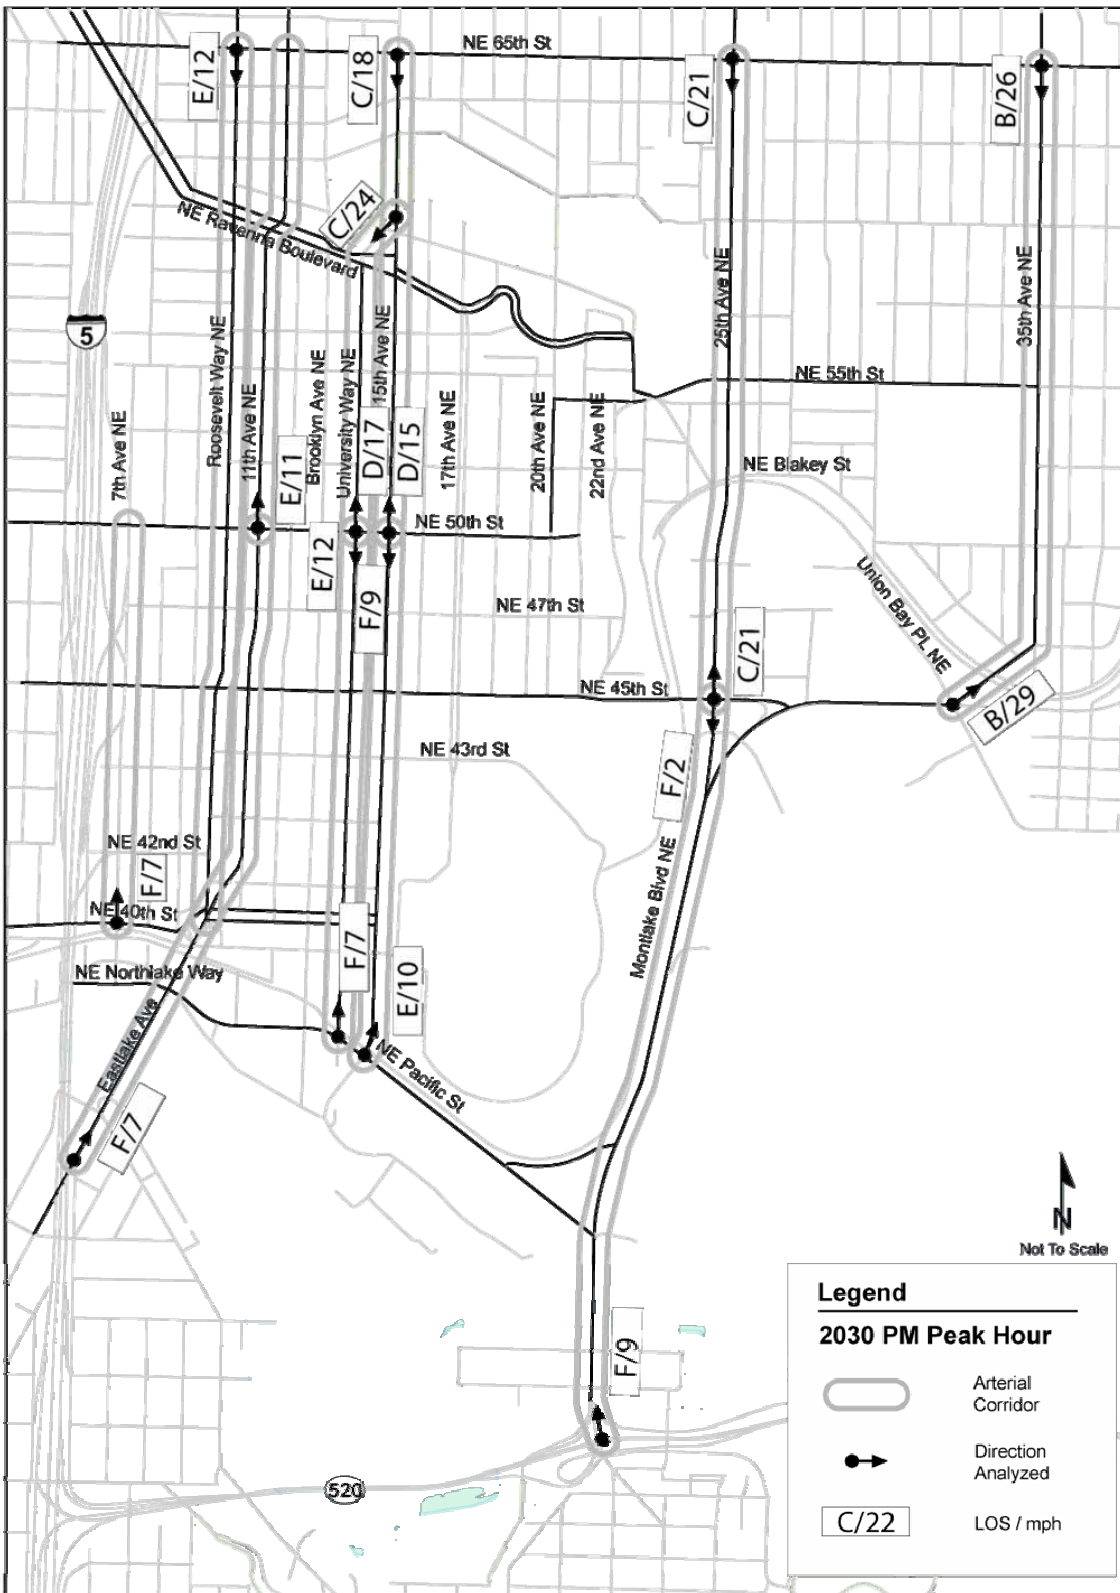 NE 65th St
E/12
C/18
C/21
B/26
C/24
NE Ravenna Boulevard
5
Roosevelt Way NE
11th Ave NE
Brooklyn Ave NE
University Way NE
15th Ave NE
17th Ave NE
20th Ave NE
22nd Ave NE
25th Ave NE
35th Ave NE
7th Ave NE
NE 55th St
D/17
D/15
E/11
NE Blakey St
NE 50th St
E/12
F/9
NE 47th St
Union Bay PL NE
C/21
NE 45th St
B/29
NE 43rd St
F/2
NE 42nd St
F/7
Montlake Blvd NE
NE 40th St
F/7
NE Northlake Way
E/10
Eastlake Ave
NE Pacific St
F/7
N
Not To Scale
F/9
520
Legend
2030 PM Peak Hour
Arterial
Corridor
Direction
Analyzed
C/22
LOS / mph